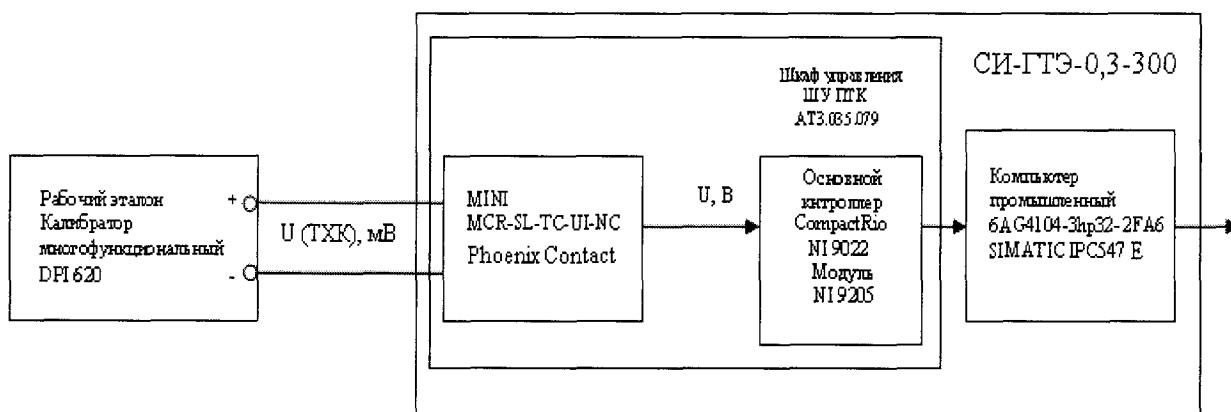 СИ-ГТЭ-0,3-300
Шкаф управления
ШУ ПТК
АТ3.035.079
Рабочий эталон
Калибратор
многофункциональный
DPI 620
+
-
U (ТХК), мВ
MINI
MCR-SL-TC-UI-NC
Phoenix Contact
U, В
Основной
кнтроллер
CompactRio
NI 9022
Модуль
NI 9205
Компьютер
промышленный
6AG4104-3hp32-2FA6
SIMATIC IPC547 E